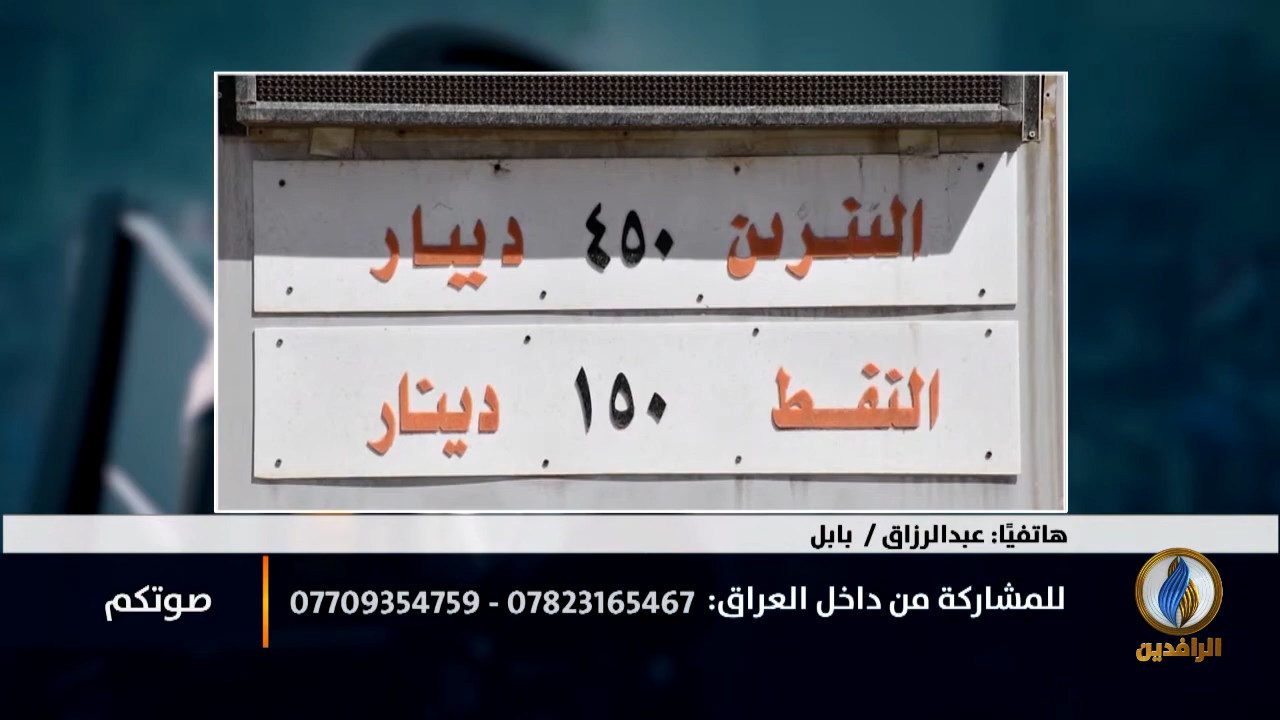 البنزين ٤٥٠ دينار
النفط ١٥٠ دينار
هاتفيًا: عبدالرزاق / بابل
للمشاركة من داخل العراق: 07823165467 - 07709354759
صوتكم
الرافدين